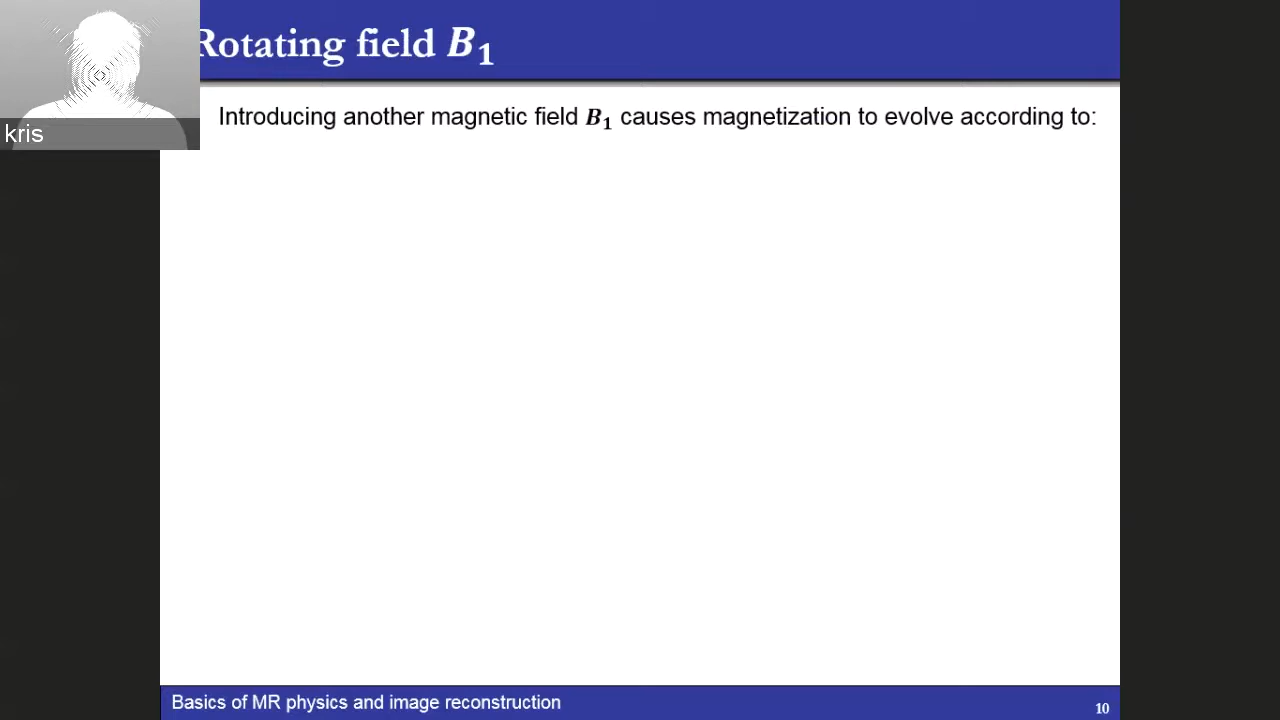 Rotating field B₁
kris
Introducing another magnetic field B₁ causes magnetization to evolve according to:
Basics of MR physics and image reconstruction
10